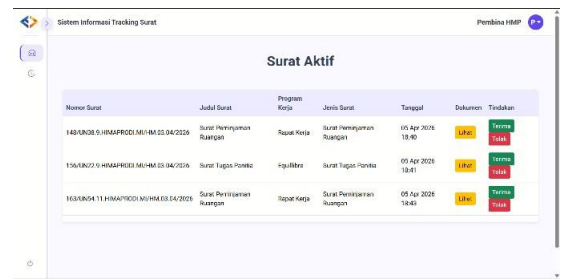 Sistem Informasi Tracking Surat
Pembina HMP
P
Surat Aktif
Nomor Surat Judul Surat Program Kerja Jenis Surat Tanggal Dokumen Tindakan
148/UN38.9.HIMAPRODI.MI/HM.03.04/2026 Surat Peminjaman Ruangan Rapat Kerja Surat Peminjaman Ruangan 05 Apr 2026 18:40 Lihat Terima Tolak
156/UN22.9.HIMAPRODI.MI/HM.03.04/2026 Surat Tugas Panitia Equilibre Surat Tugas Panitia 05 Apr 2026 18:41 Lihat Terima Tolak
163/UN54.11.HIMAPRODI.MI/HM.03.04/2026 Surat Peminjaman Ruangan Rapat Kerja Surat Peminjaman Ruangan 05 Apr 2026 18:43 Lihat Terima Tolak